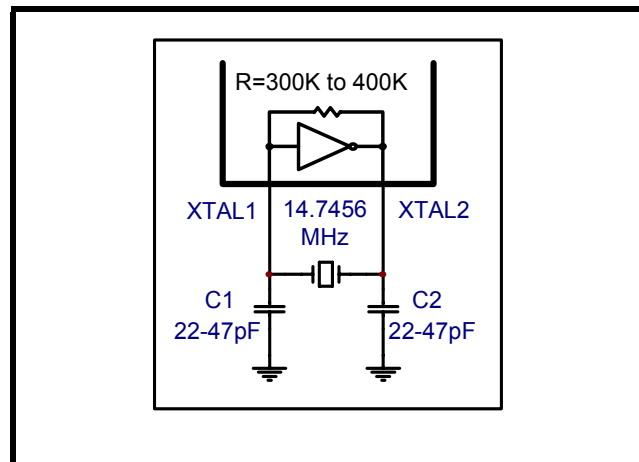 R=300K to 400K
XTAL1
14.7456
MHz
XTAL2
C1
22-47pF
C2
22-47pF